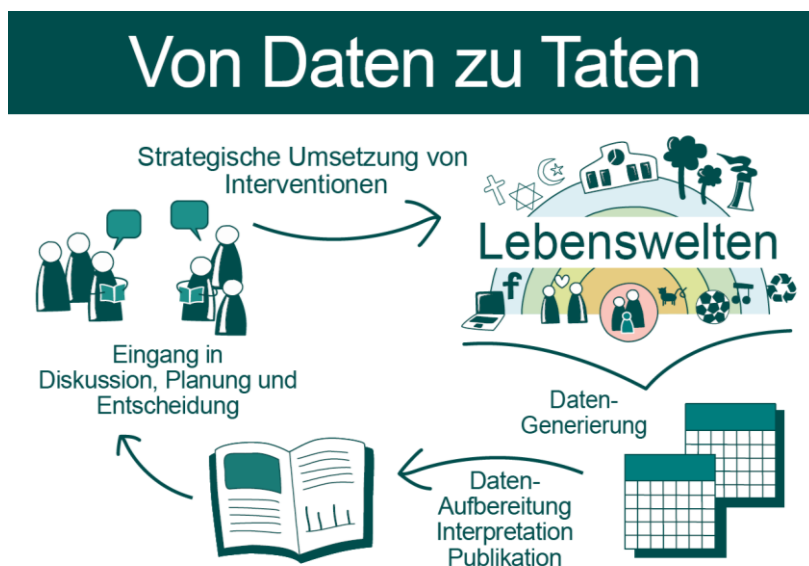 Von Daten zu Taten
Strategische Umsetzung von
Interventionen
Lebenswelten
f
Daten-
Generierung
Daten-
Aufbereitung
Interpretation
Publikation
Eingang in
Diskussion, Planung und
Entscheidung